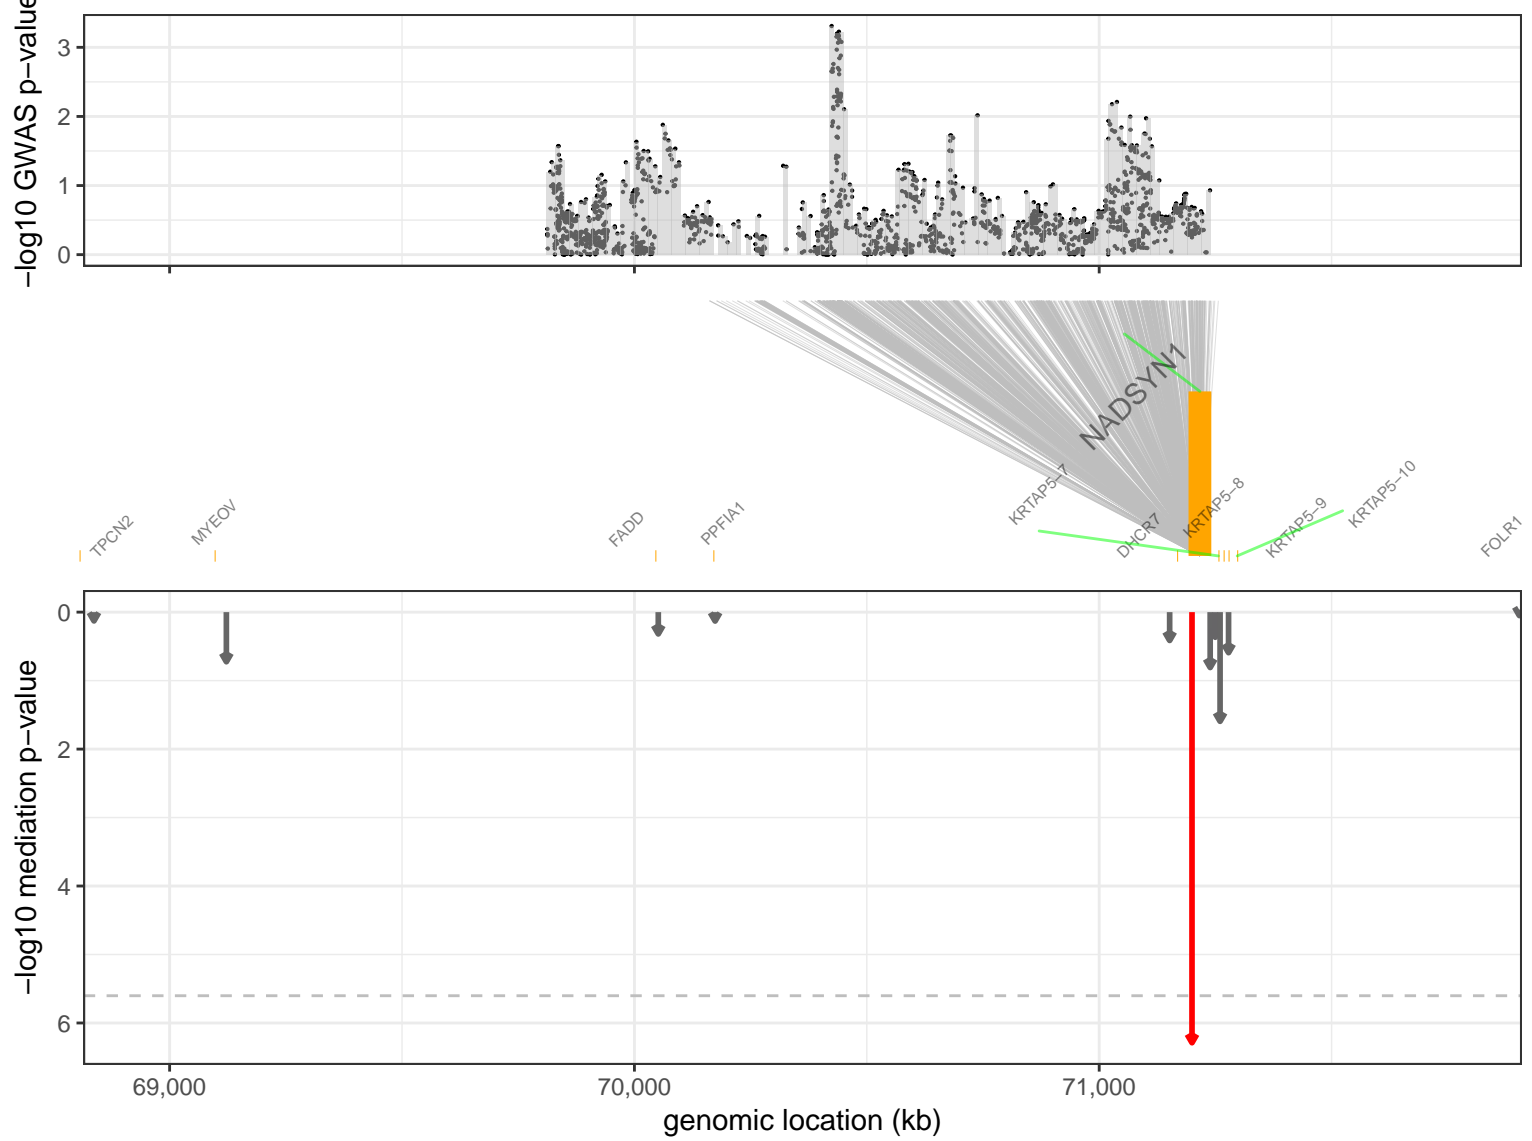 −log10 GWAS p−value
3
2
1
0
NADSYN1
TPCN2
MYEOV
FADD
PPFIA1
KRTAP5−7
DHCR7
KRTAP5−8
KRTAP5−9
KRTAP5−10
FOLR1
−log10 mediation p−value
0
2
4
6
69,000
70,000
71,000
genomic location (kb)